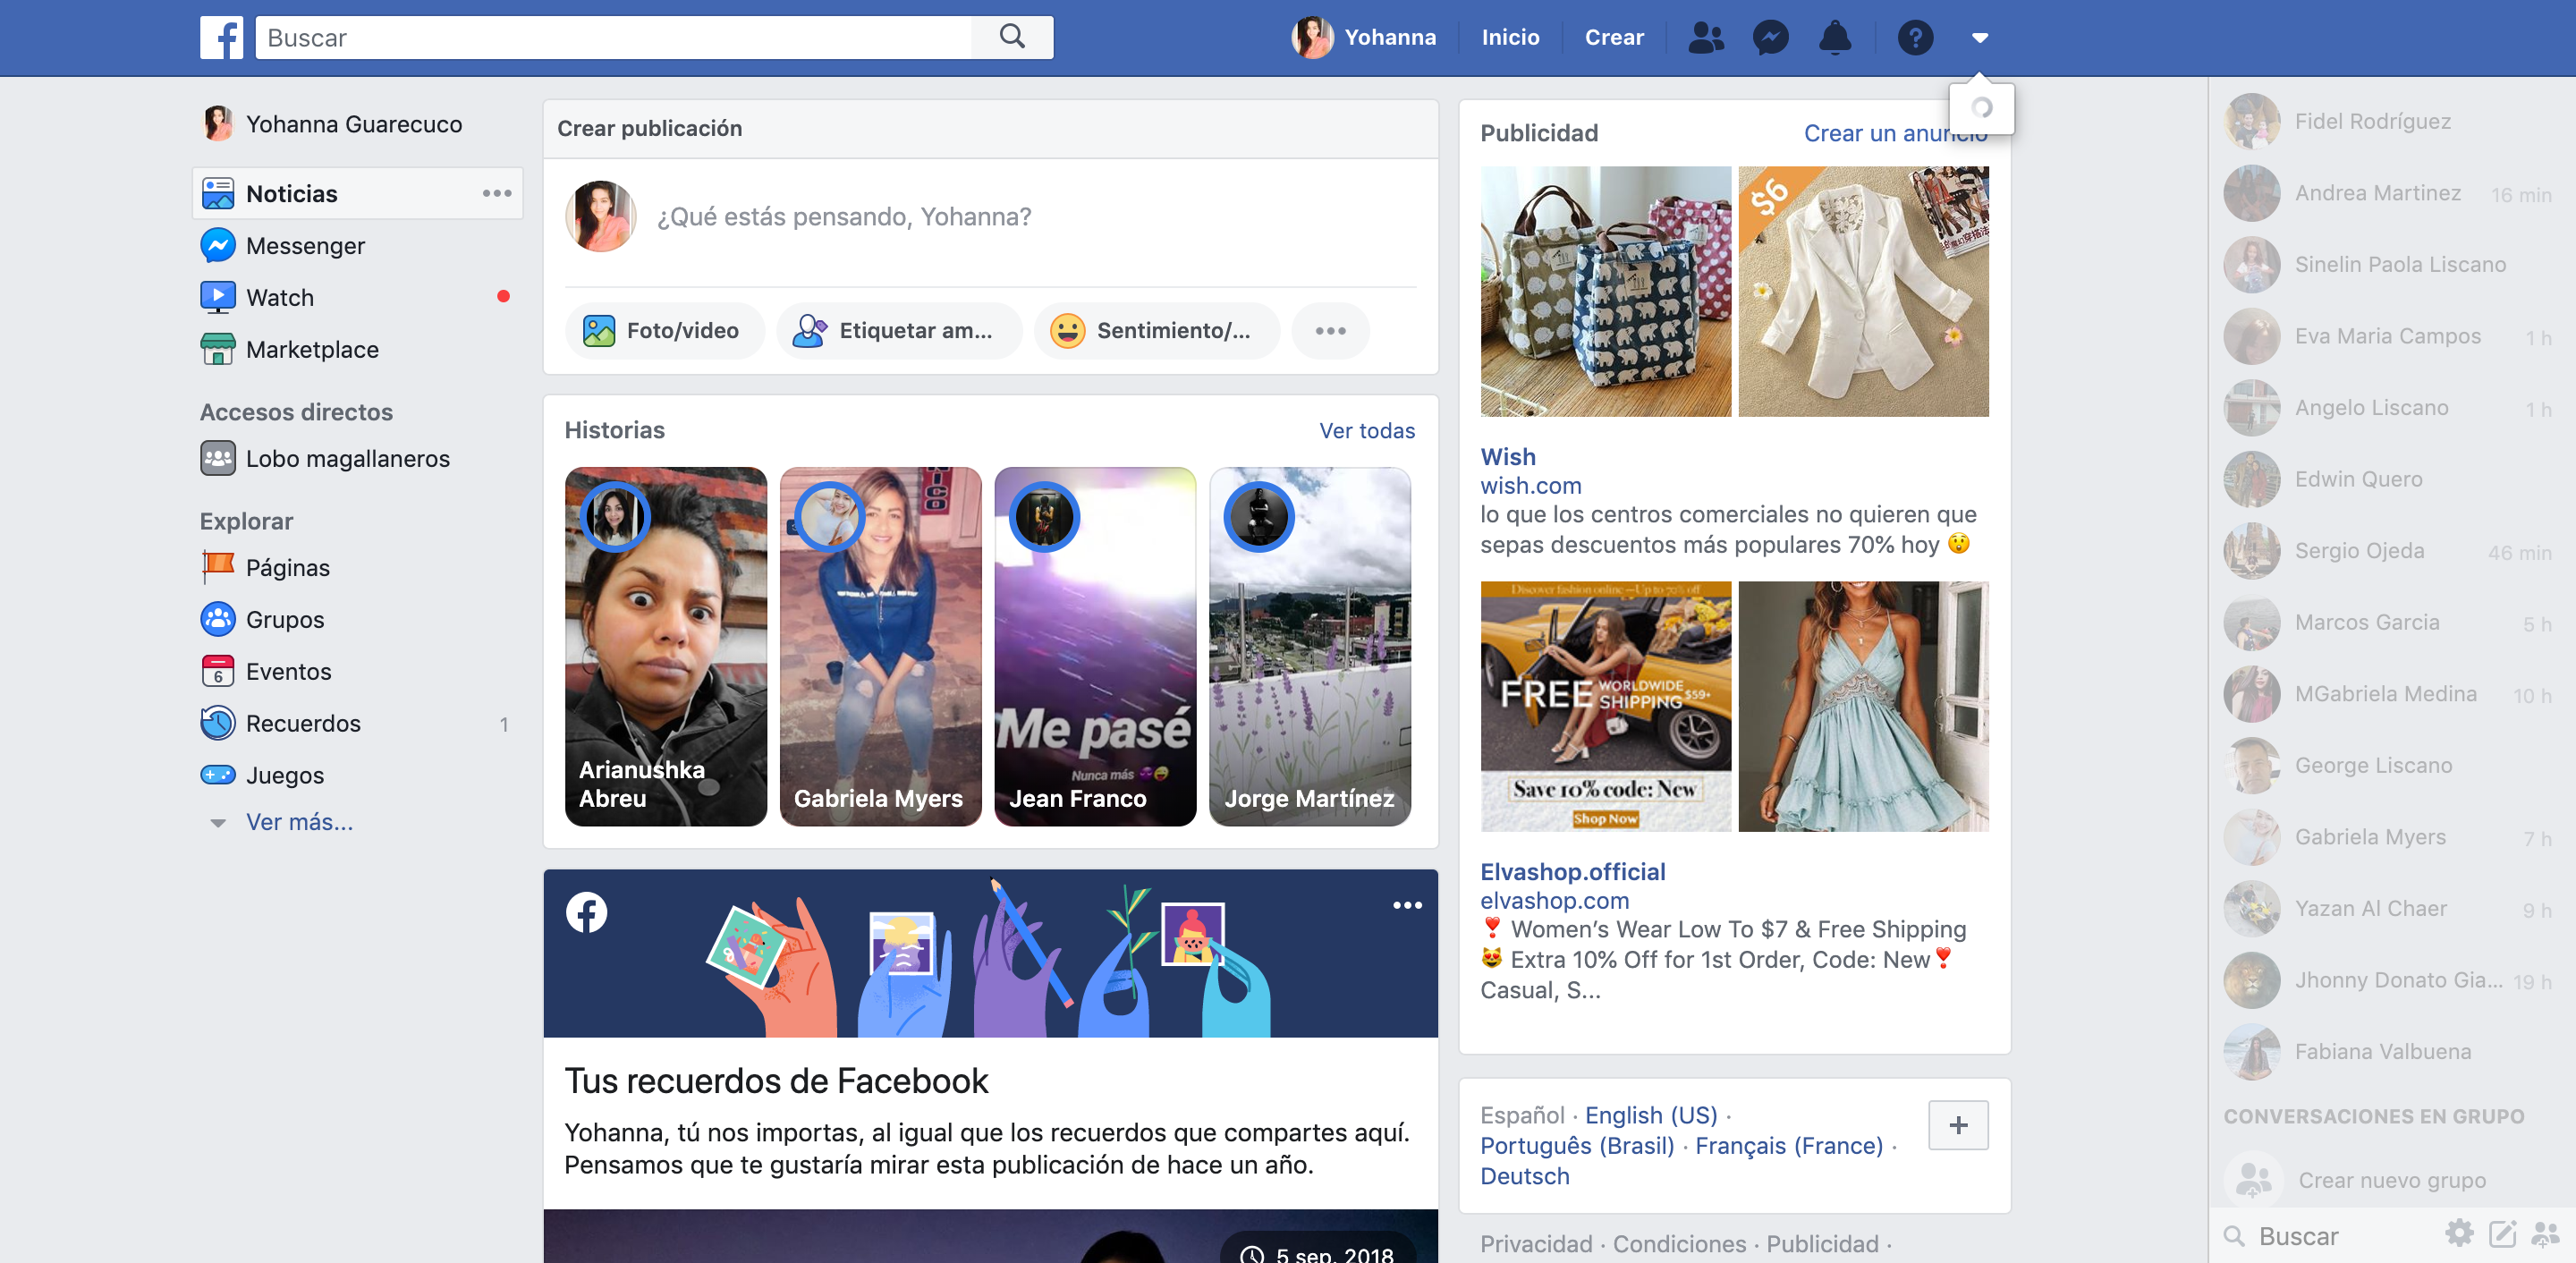 Buscar
Yohanna
Inicio
Crear
Yohanna Guarecuco
Noticias
Messenger
Watch
Marketplace
Accesos directos
Lobo magallaneros
Explorar
Páginas
Grupos
6
Eventos
Recuerdos 1
Juegos
Ver más...
Crear publicación
¿Qué estás pensando, Yohanna?
Foto/video
Etiquetar am...
Sentimiento/...
Historias
Ver todas
Arianushka
Abreu
Gabriela Myers
Me pasé
Nunca más
Jean Franco
Jorge Martínez
Tus recuerdos de Facebook
Yohanna, tú nos importas, al igual que los recuerdos que compartes aquí.
Pensamos que te gustaría mirar esta publicación de hace un año.
5 sep. 2018
Publicidad
Crear un anuncio
$6
Wish
wish.com
lo que los centros comerciales no quieren que
sepas descuentos más populares 70% hoy 😲
Discover fashion online—Up to 70% off
FREE WORLDWIDE SHIPPING $59+
Save 10% code: New
Shop Now
Elvashop.official
elvashop.com
❣️ Women’s Wear Low To $7 & Free Shipping
😻 Extra 10% Off for 1st Order, Code: New❣️
Casual, S...
Español · English (US) ·
Português (Brasil) · Français (France) ·
Deutsch
Privacidad · Condiciones · Publicidad ·
Fidel Rodríguez
Andrea Martinez 16 min
Sinelin Paola Liscano
Eva Maria Campos 1 h
Angelo Liscano 1 h
Edwin Quero
Sergio Ojeda 46 min
Marcos Garcia 5 h
MGabriela Medina 10 h
George Liscano
Gabriela Myers 7 h
Yazan Al Chaer 9 h
Jhonny Donato Gia... 19 h
Fabiana Valbuena
CONVERSACIONES EN GRUPO
Crear nuevo grupo
Buscar